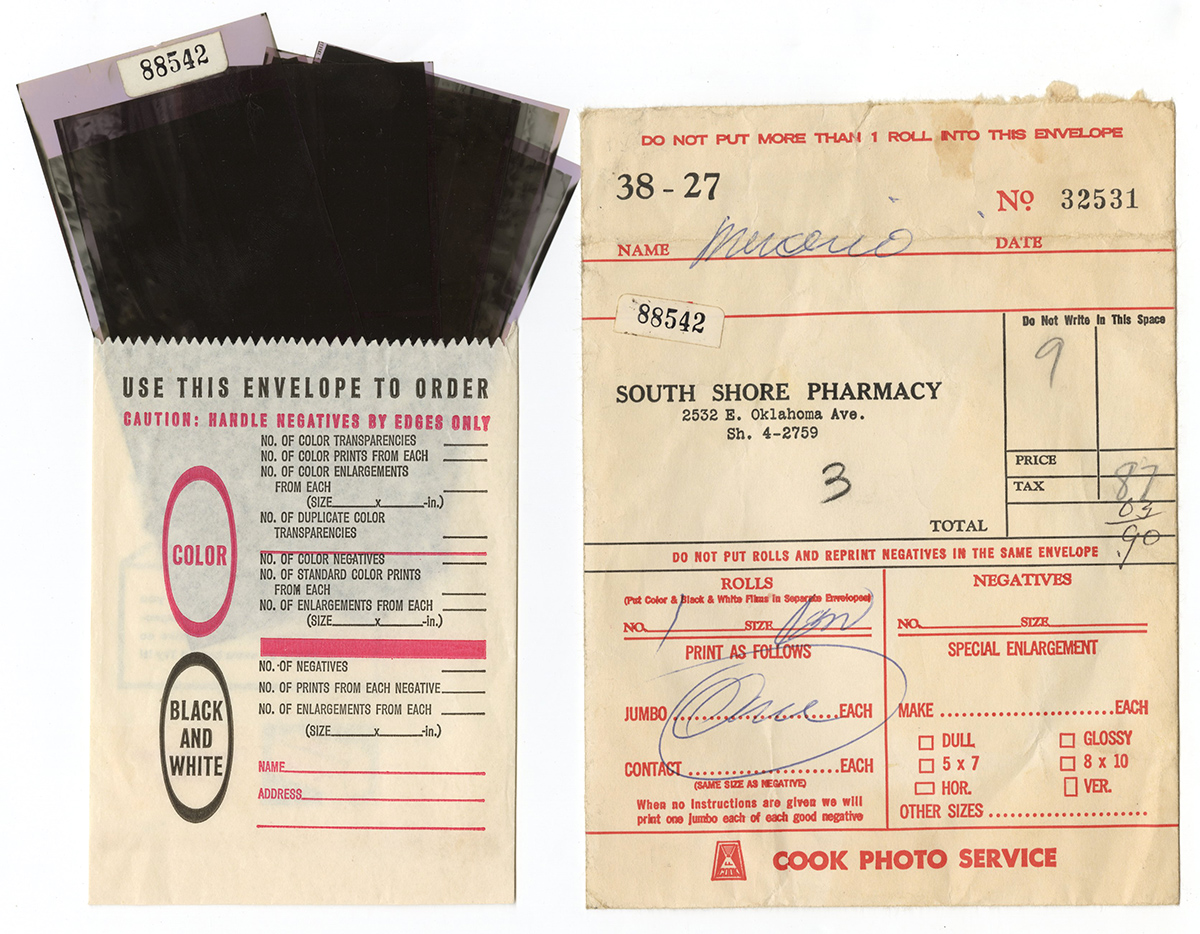 88542
USE THIS ENVELOPE TO ORDER
CAUTION: HANDLE NEGATIVES BY EDGES ONLY
NO. OF COLOR TRANSPARENCIES
NO. OF COLOR PRINTS FROM EACH
NO. OF COLOR ENLARGEMENTS
FROM EACH
(SIZE______x______-in.)
NO. OF DUPLICATE COLOR
TRANSPARENCIES
COLOR
NO. OF COLOR NEGATIVES
NO. OF STANDARD COLOR PRINTS
FROM EACH
NO. OF ENLARGEMENTS FROM EACH
(SIZE______x______-in.)
NO. OF NEGATIVES
NO. OF PRINTS FROM EACH NEGATIVE
NO. OF ENLARGEMENTS FROM EACH
(SIZE______x______-in.)
BLACK
AND
WHITE
NAME
ADDRESS
DO NOT PUT MORE THAN 1 ROLL INTO THIS ENVELOPE
38 - 27
No 32531
NAME DATE
88542
Do Not Write In This Space
9
SOUTH SHORE PHARMACY
2532 E. Oklahoma Ave.
Sh. 4-2759
3
PRICE
TAX 87
03
TOTAL .90
DO NOT PUT ROLLS AND REPRINT NEGATIVES IN THE SAME ENVELOPE
ROLLS
(Put Color & Black & White Films in Separate Envelopes)
NO. 1 SIZE
PRINT AS FOLLOWS
JUMBO One EACH
CONTACT EACH
(SAME SIZE AS NEGATIVE)
When no instructions are given we will
print one jumbo each of each good negative
NEGATIVES
NO. SIZE
SPECIAL ENLARGEMENT
MAKE EACH
DULL GLOSSY
5 x 7 8 x 10
HOR. VER.
OTHER SIZES
COOK PHOTO SERVICE